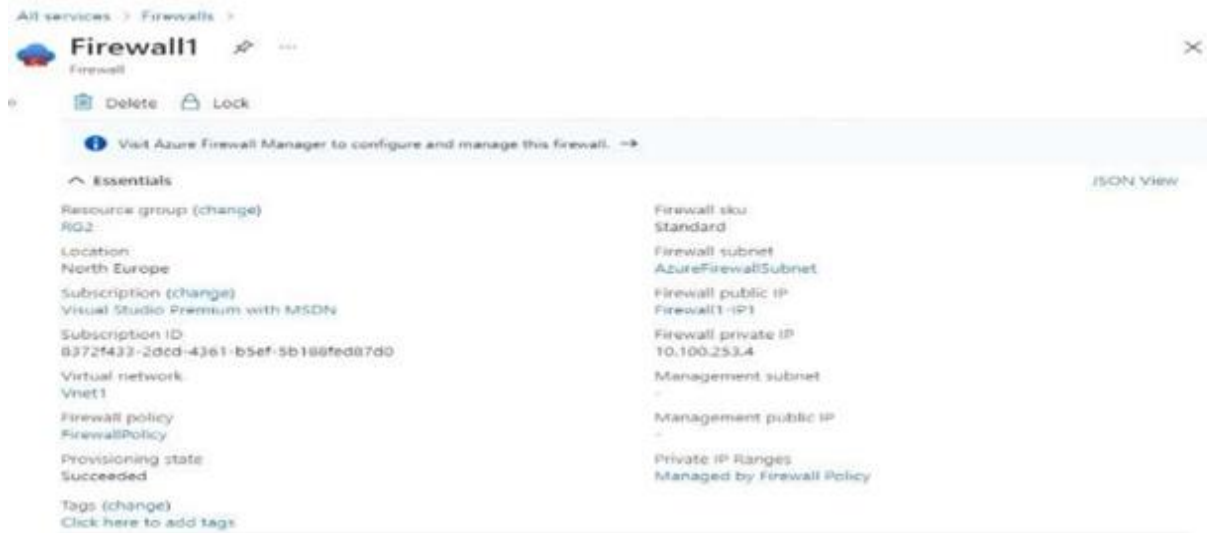 All services > Firewalls >
Firewall1
Firewall
Delete Lock
Visit Azure Firewall Manager to configure and manage this firewall. →
Essentials JSON View
Resource group (change)
RG2
Location
North Europe
Subscription (change)
Visual Studio Premium with MSDN
Subscription ID
8372f433-2dcd-4361-b5ef-5b188fed87d0
Virtual network
Vnet1
Firewall policy
FirewallPolicy
Provisioning state
Succeeded
Tags (change)
Click here to add tags
Firewall sku
Standard
Firewall subnet
AzureFirewallSubnet
Firewall public IP
Firewall1-IP1
Firewall private IP
10.100.253.4
Management subnet
-
Management public IP
-
Private IP Ranges
Managed by Firewall Policy